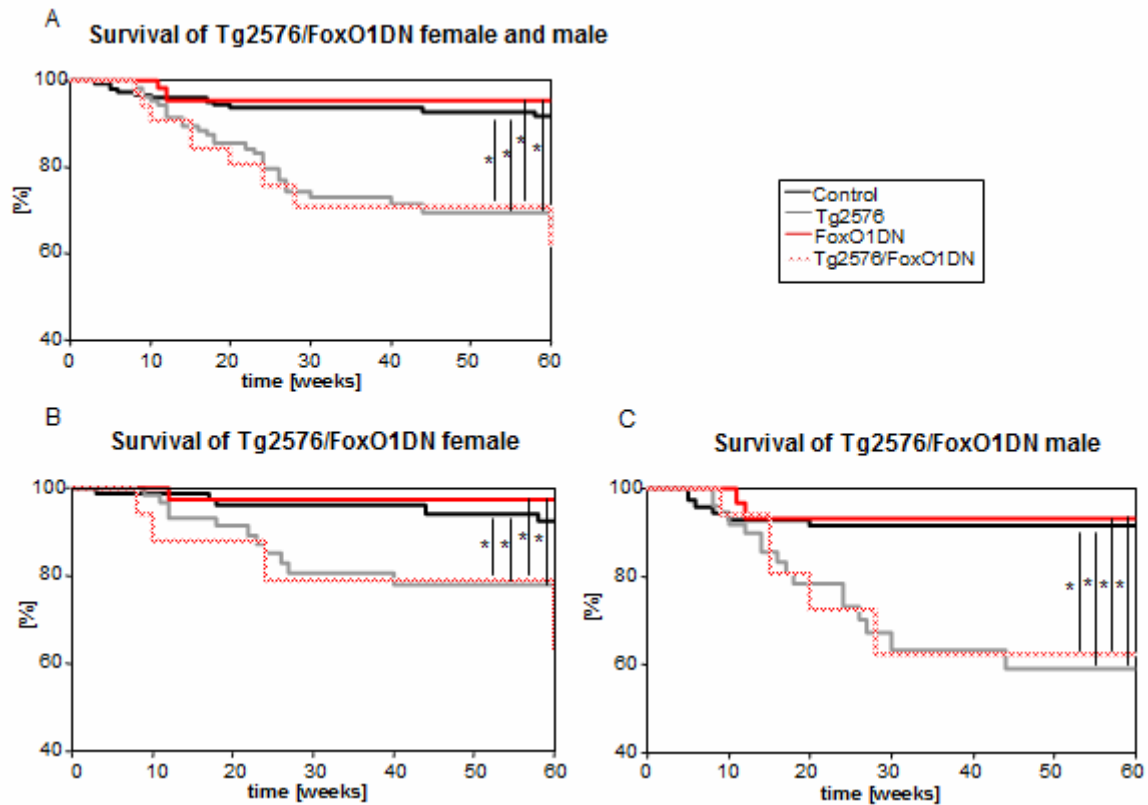 A
Survival of Tg2576/FoxO1DN female and male
100
80
60
40
[%]
* * * *
0 10 20 30 40 50 60
time [weeks]
Control
Tg2576
FoxO1DN
Tg2576/FoxO1DN
B
Survival of Tg2576/FoxO1DN female
100
80
60
40
[%]
* * * *
0 10 20 30 40 50 60
time [weeks]
C
Survival of Tg2576/FoxO1DN male
100
80
60
40
[%]
* * * *
0 10 20 30 40 50 60
time [weeks]